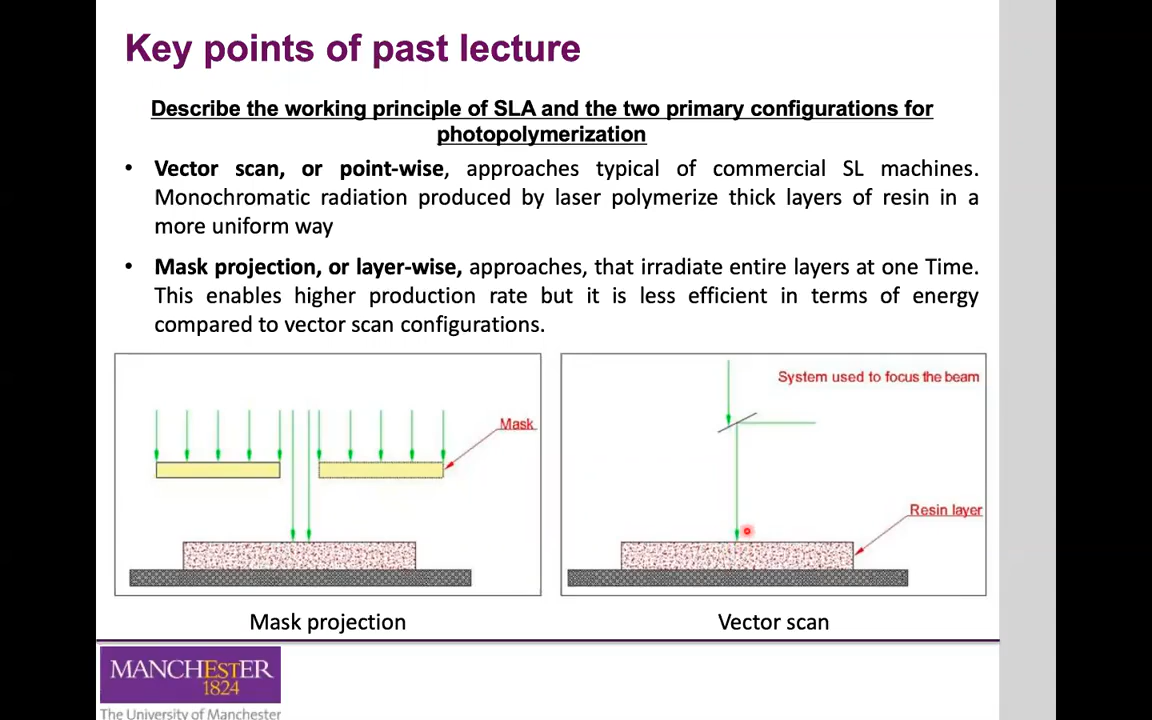 Key points of past lecture
Describe the working principle of SLA and the two primary configurations for
photopolymerization
• Vector scan, or point-wise, approaches typical of commercial SL machines.
Monochromatic radiation produced by laser polymerize thick layers of resin in a
more uniform way
• Mask projection, or layer-wise, approaches, that irradiate entire layers at one Time.
This enables higher production rate but it is less efficient in terms of energy
compared to vector scan configurations.
Mask
System used to focus the beam
Resin layer
Mask projection
Vector scan
MANCHESTER
1824
The University of Manchester